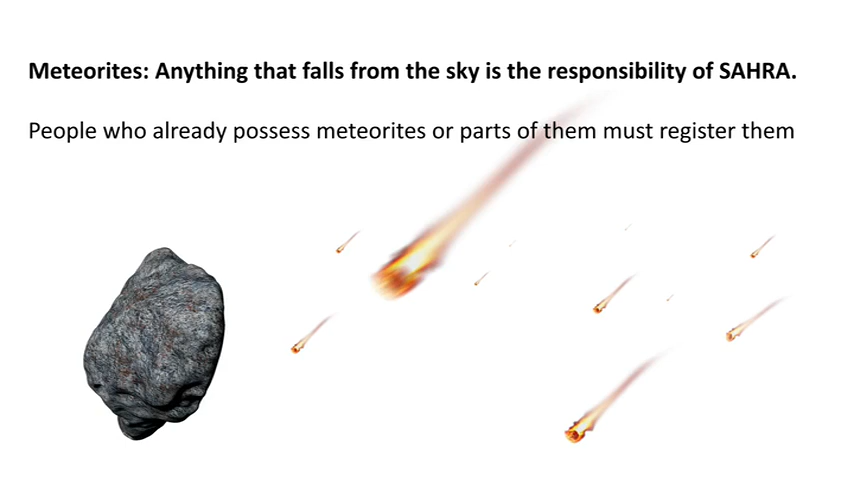 Meteorites: Anything that falls from the sky is the responsibility of SAHRA.
People who already possess meteorites or parts of them must register them